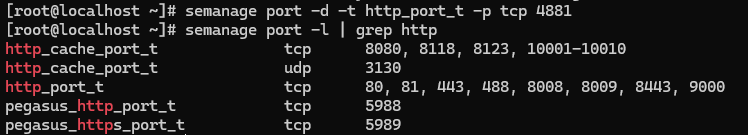 [root@localhost ~]# semanage port -d -t http_port_t -p tcp 4881
[root@localhost ~]# semanage port -l | grep http
http_cache_port_t              tcp      8080, 8118, 8123, 10001-10010
http_cache_port_t              udp      3130
http_port_t                    tcp      80, 81, 443, 488, 8008, 8009, 8443, 9000
pegasus_http_port_t            tcp      5988
pegasus_https_port_t           tcp      5989